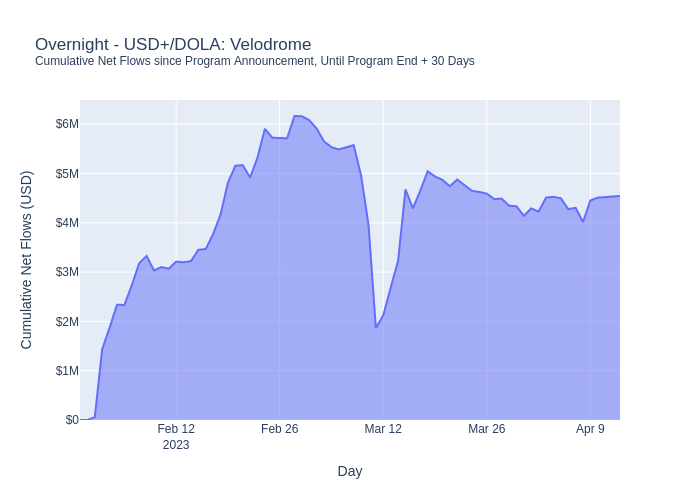 Overnight - USD+/DOLA: Velodrome
Cumulative Net Flows since Program Announcement, Until Program End + 30 Days
Cumulative Net Flows (USD)
$6M
$5M
$4M
$3M
$2M
$1M
$0
Feb 12 Feb 26 Mar 12 Mar 26 Apr 9
2023
Day